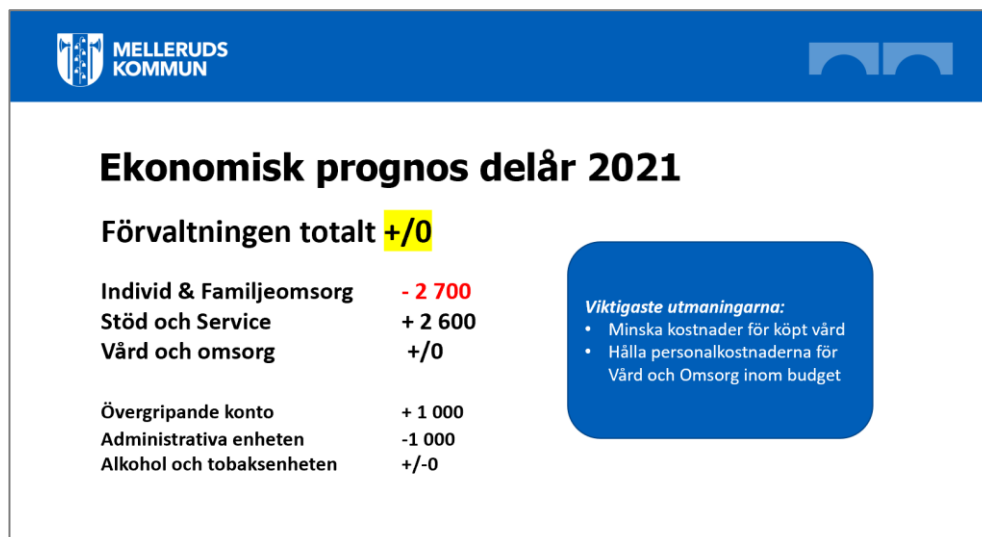 MELLERUDS
KOMMUN
Ekonomisk prognos delår 2021
Förvaltningen totalt +/0
Individ & Familjeomsorg - 2 700
Stöd och Service + 2 600
Vård och omsorg +/0
Övergripande konto + 1 000
Administrativa enheten -1 000
Alkohol och tobaksenheten +/-0
Viktigaste utmaningarna:
• Minska kostnader för köpt vård
• Hålla personalkostnaderna för
Vård och Omsorg inom budget